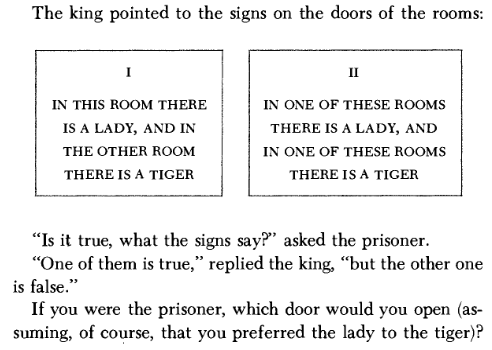 The king pointed to the signs on the doors of the rooms:
I
IN THIS ROOM THERE
IS A LADY, AND IN
THE OTHER ROOM
THERE IS A TIGER
II
IN ONE OF THESE ROOMS
THERE IS A LADY, AND
IN ONE OF THESE ROOMS
THERE IS A TIGER
"Is it true, what the signs say?" asked the prisoner.
"One of them is true," replied the king, "but the other one
is false."
If you were the prisoner, which door would you open (as-
suming, of course, that you preferred the lady to the tiger)?